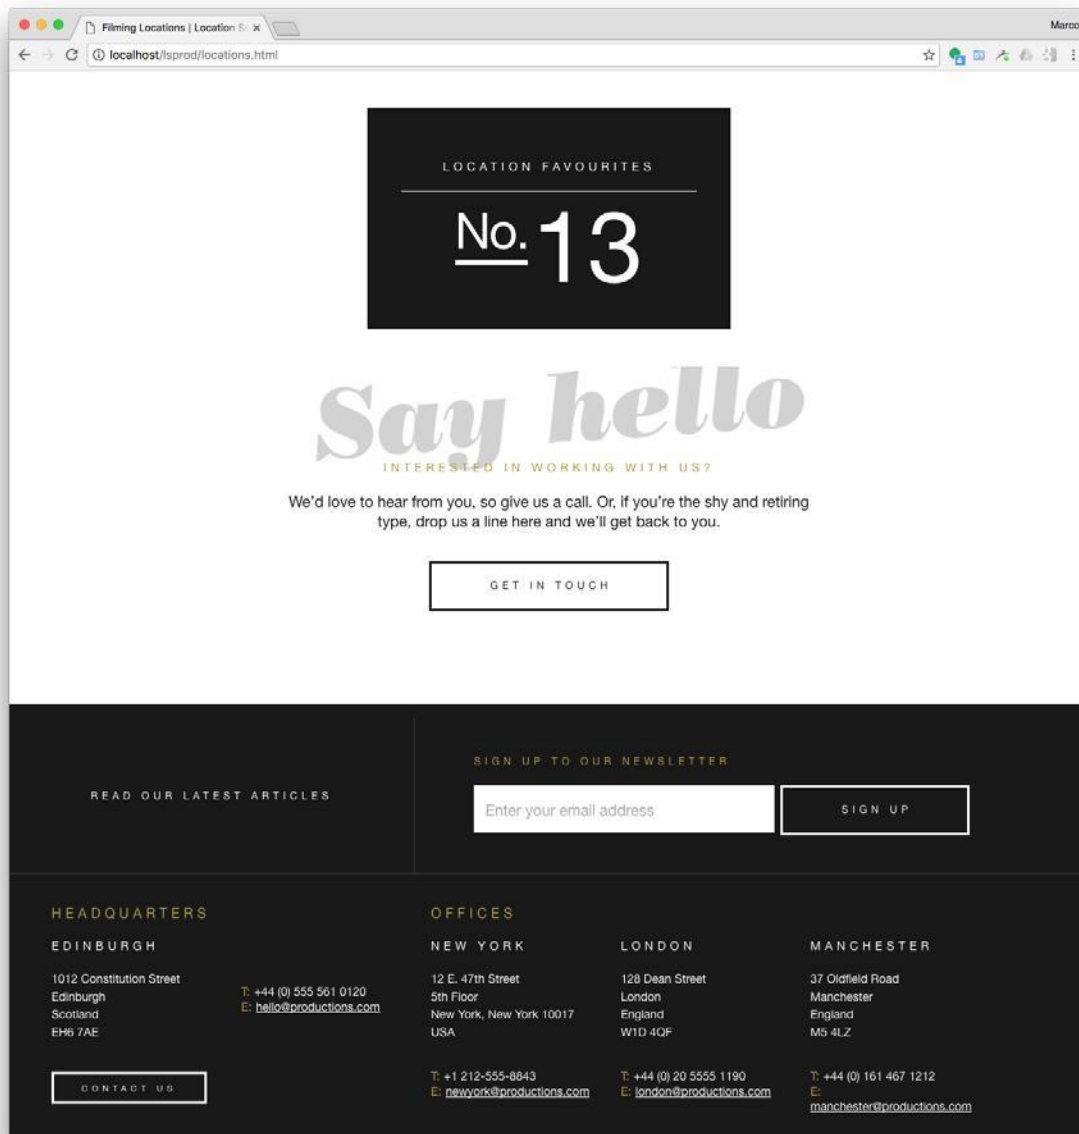 Filming Locations | Location Sc
Marco
localhost/lsprod/locations.html
LOCATION FAVOURITES
No. 13
Say hello
INTERESTED IN WORKING WITH US?
We'd love to hear from you, so give us a call. Or, if you're the shy and retiring
type, drop us a line here and we'll get back to you.
GET IN TOUCH
READ OUR LATEST ARTICLES
SIGN UP TO OUR NEWSLETTER
Enter your email address
SIGN UP
HEADQUARTERS
EDINBURGH
1012 Constitution Street
Edinburgh
Scotland
EH6 7AE
T: +44 (0) 555 561 0120
E: hello@productions.com
CONTACT US
OFFICES
NEW YORK
12 E. 47th Street
5th Floor
New York, New York 10017
USA
T: +1 212-555-8843
E: newyork@productions.com
LONDON
128 Dean Street
London
England
W1D 4QF
T: +44 (0) 20 5555 1190
E: london@productions.com
MANCHESTER
37 Oldfield Road
Manchester
England
M5 4LZ
T: +44 (0) 161 467 1212
E:
manchester@productions.com